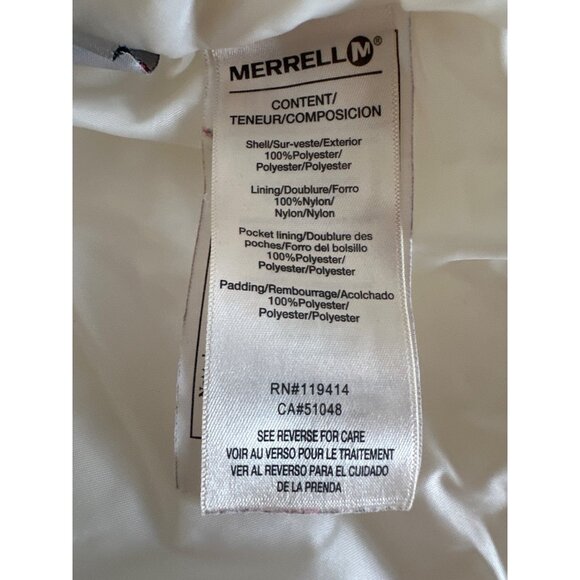 MERRELL M®
CONTENT/
TENEUR/COMPOSICION
Shell/Sur-veste/Exterior
100%Polyester/
Polyester/Polyester
Lining/Doublure/Forro
100%Nylon/
Nylon/Nylon
Pocket lining/Doublure des
poches/Forro del bolsillo
100%Polyester/
Polyester/Polyester
Padding/Rembourrage/Acolchado
100%Polyester/
Polyester/Polyester
RN#119414
CA#51048
SEE REVERSE FOR CARE
VOIR AU VERSO POUR LE TRAITEMENT
VER AL REVERSO PARA EL CUIDADO
DE LA PRENDA